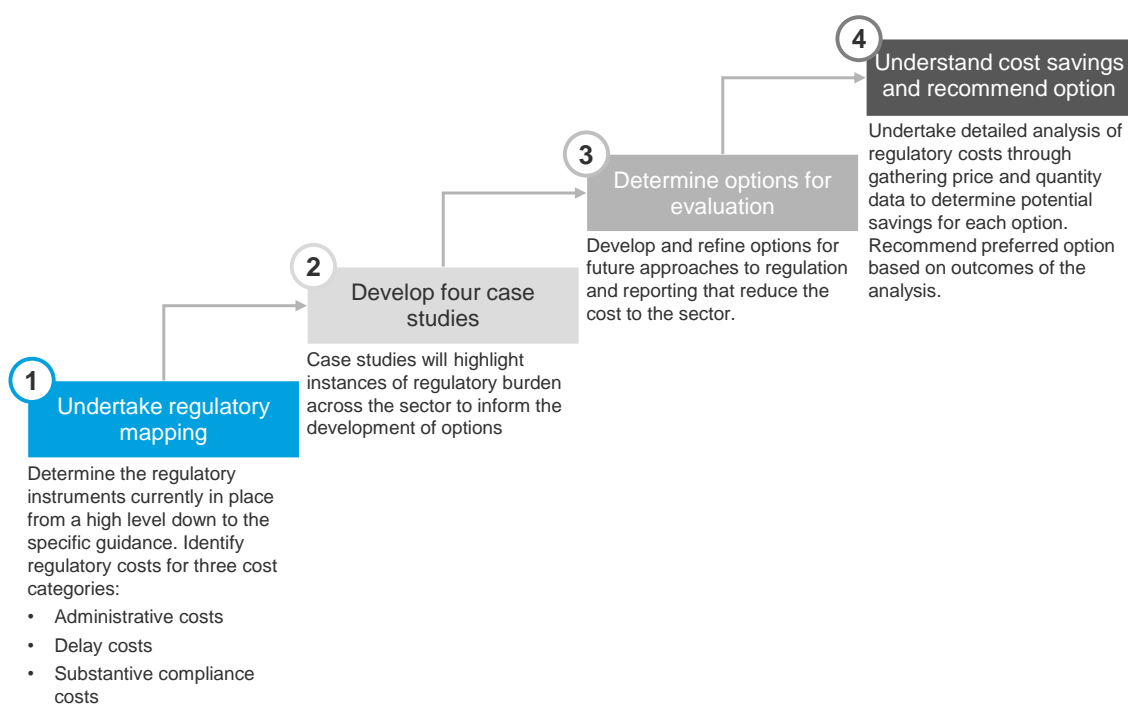 1
Undertake regulatory
mapping
Determine the regulatory
instruments currently in place
from a high level down to the
specific guidance. Identify
regulatory costs for three cost
categories:
• Administrative costs
• Delay costs
• Substantive compliance
costs
2
Develop four case
studies
Case studies will highlight
instances of regulatory burden
across the sector to inform the
development of options
3
Determine options for
evaluation
Develop and refine options for
future approaches to regulation
and reporting that reduce the
cost to the sector.
4
Understand cost savings
and recommend option
Undertake detailed analysis of
regulatory costs through
gathering price and quantity
data to determine potential
savings for each option.
Recommend preferred option
based on outcomes of the
analysis.